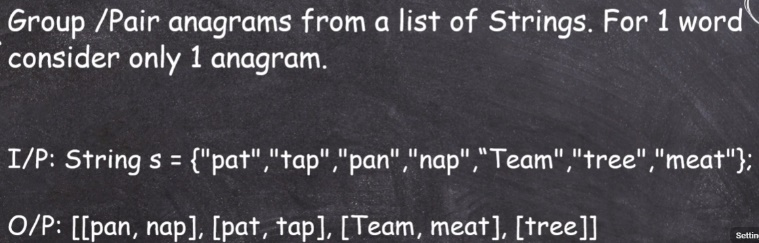 Group /Pair anagrams from a list of Strings. For 1 word
consider only 1 anagram.
I/P: String s = {"pat","tap","pan","nap",“Team","tree","meat"};
O/P: [[pan, nap], [pat, tap], [Team, meat], [tree]]